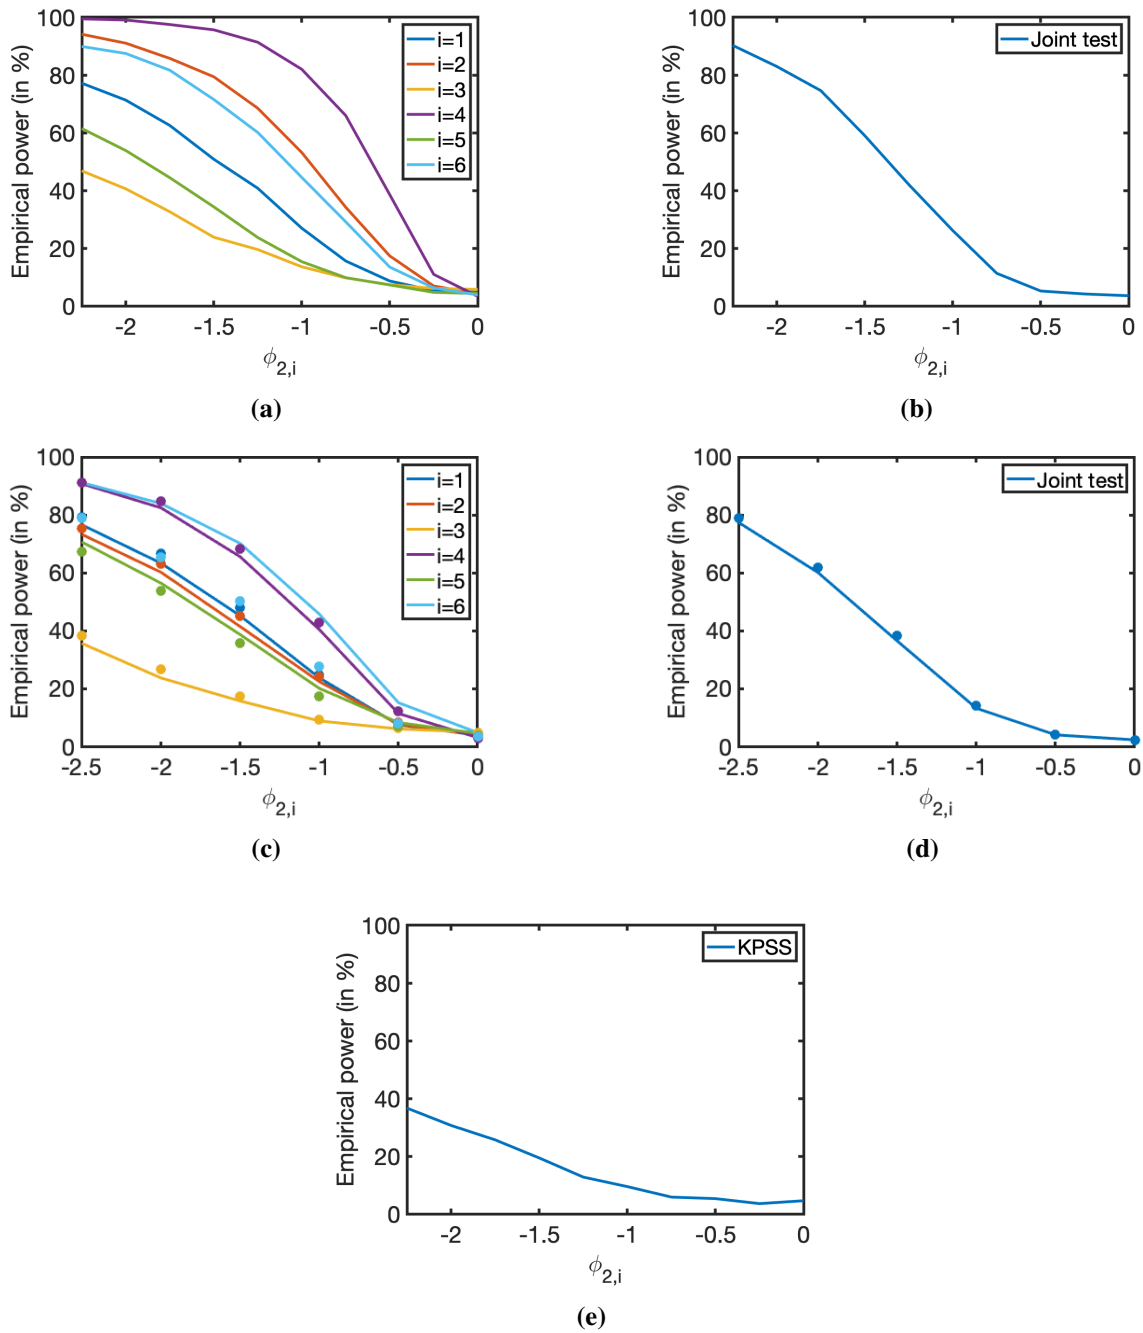 Empirical power (in %)
100
80
60
40
20
0
-2
-1.5
-1
-0.5
0
ϕ2,i
i=1
i=2
i=3
i=4
i=5
i=6
(a)
Empirical power (in %)
100
80
60
40
20
0
-2
-1.5
-1
-0.5
0
ϕ2,i
Joint test
(b)
Empirical power (in %)
100
80
60
40
20
0
-2.5
-2
-1.5
-1
-0.5
0
ϕ2,i
i=1
i=2
i=3
i=4
i=5
i=6
(c)
Empirical power (in %)
100
80
60
40
20
0
-2.5
-2
-1.5
-1
-0.5
0
ϕ2,i
Joint test
(d)
Empirical power (in %)
100
80
60
40
20
0
-2
-1.5
-1
-0.5
0
ϕ2,i
KPSS
(e)